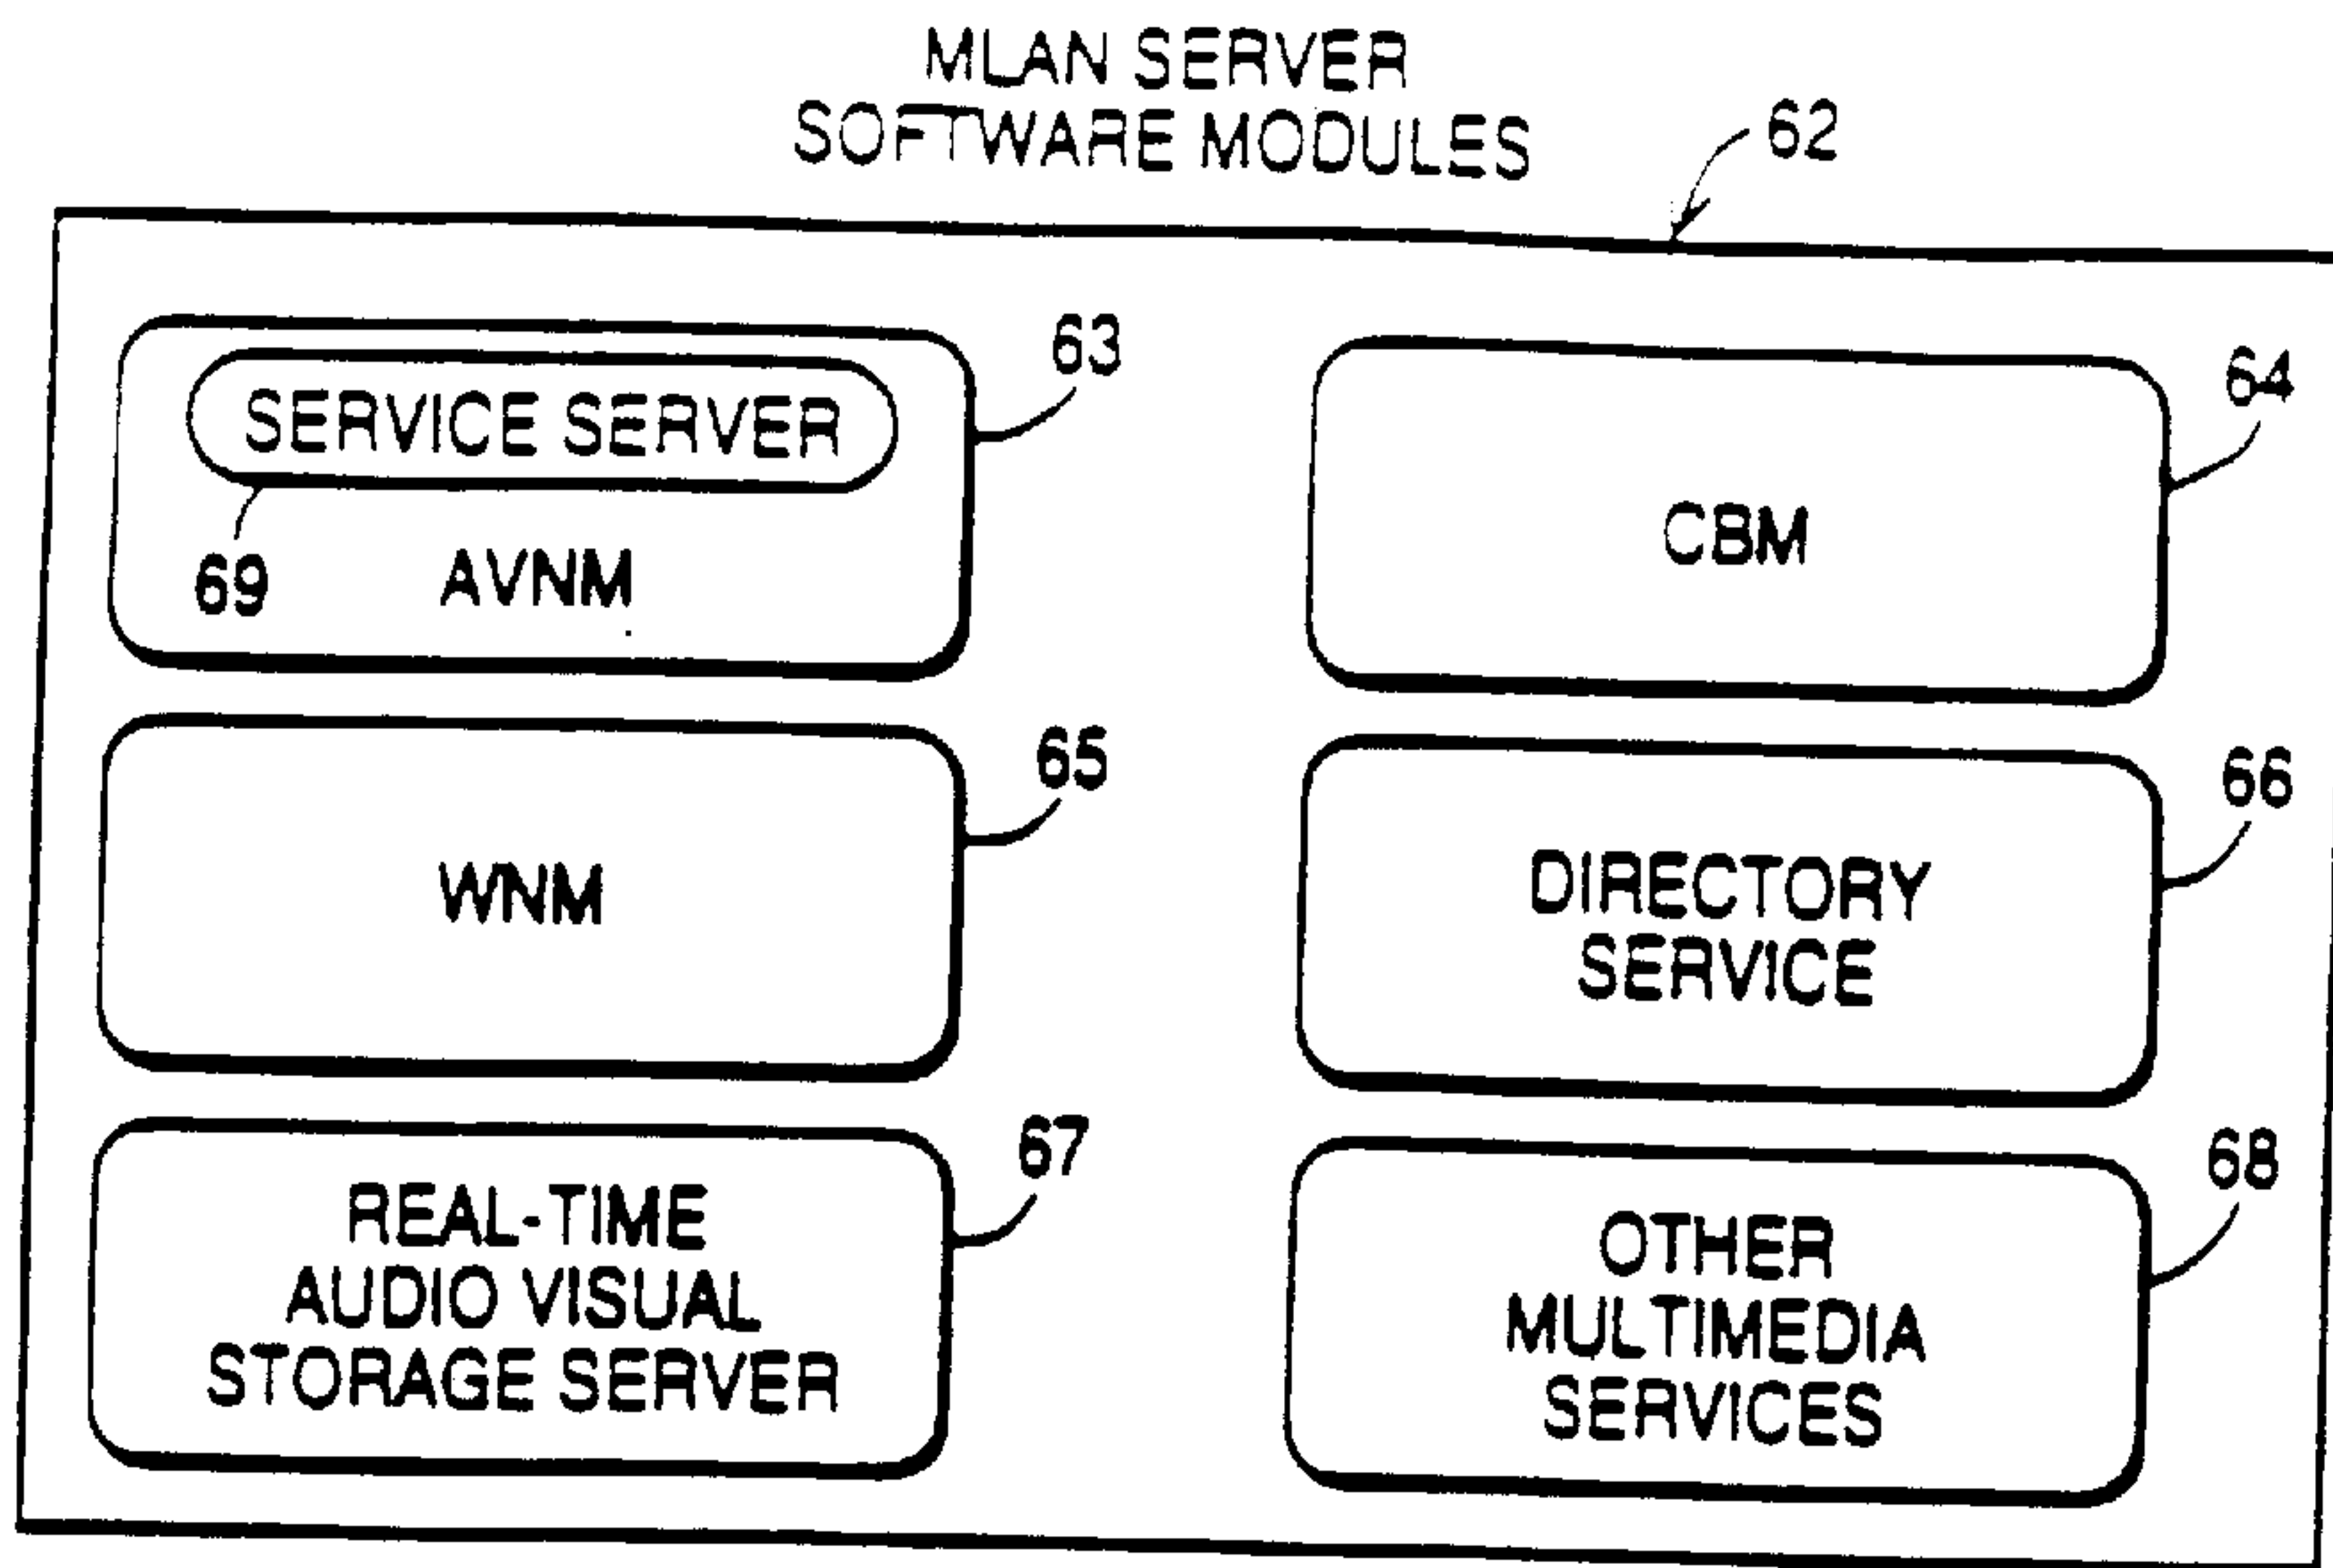 MLAN SERVER
SOFTWARE MODULES
62
63
SERVICE SERVER
69
AVNM
64
CBM
65
WNM
66
DIRECTORY
SERVICE
67
REAL-TIME
AUDIO VISUAL
STORAGE SERVER
68
OTHER
MULTIMEDIA
SERVICES